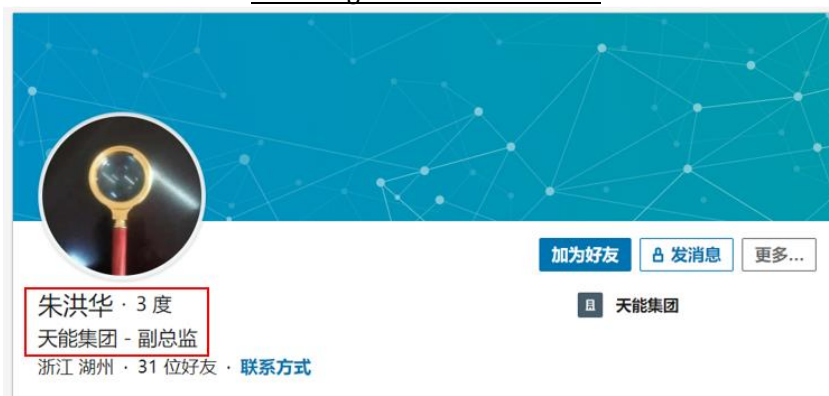 加为好友
发消息
更多...
朱洪华 · 3 度
天能集团
天能集团 - 副总监
浙江 湖州 · 31 位好友 · 联系方式